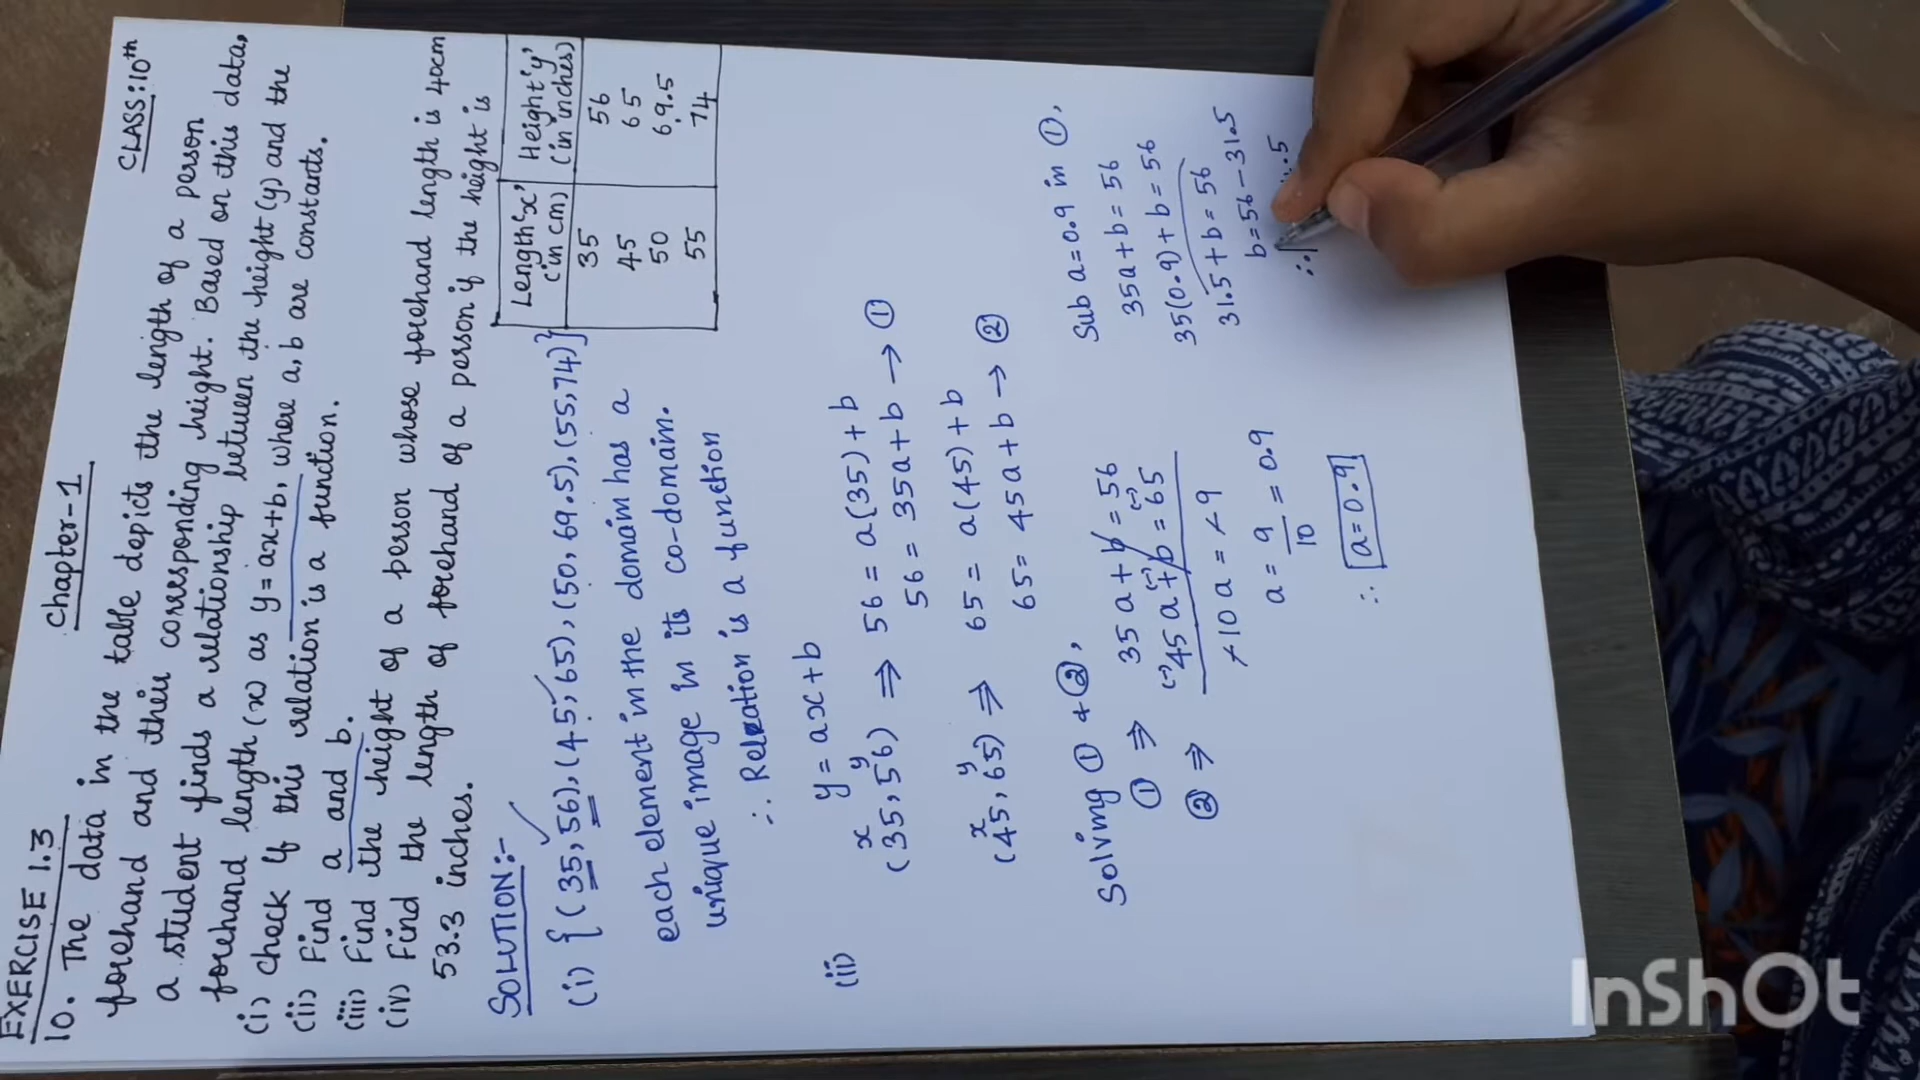 EXERCISE 1.3
Chapter-1
CLASS:10th
10. The data in the table depicts the length of a person
forehand and their corresponding height. Based on this data,
a student finds a relationship between the height (y) and the
forehand length (x) as y=ax+b, where a,b are constants.
(i) check if this relation is a function.
(ii) Find a and b.
(iii) Find the height of a person whose forehand length is 40cm
(iv) Find the length of forehand of a person if the height is
53.3 inches.
Length 'x' (in cm) Height 'y' (in inches)
35 56
45 65
50 69.5
55 74
SOLUTION:-
(i) {(35,56),(45,65),(50,69.5),(55,74)}
each element in the domain has a
unique image in its co-domain.
∴ Relation is a function
(ii) y=ax+b
x y
(35,56) ⇒ 56=a(35)+b
56=35a+b → ①
x y
(45,65) ⇒ 65=a(45)+b
65=45a+b → ②
Solving ① + ②,
① ⇒ 35a+b=56
② ⇒ (-)45a+(-)b=(-)65
-10a=-9
a=9/10=0.9
∴ a=0.9
Sub a=0.9 in ①,
35a+b=56
35(0.9)+b=56
31.5+b=56
b=56-31.5
∴
.5
InShOt